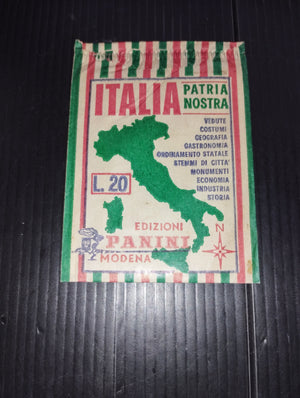 ITALIA
PATRIA
NOSTRA
VEDUTE
COSTUMI
GEOGRAFIA
GASTRONOMIA
ORDINAMENTO STATALE
STEMMI DI CITTA'
MONUMENTI
ECONOMIA
INDUSTRIA
STORIA
L. 20
EDIZIONI
PANINI
MODENA
N